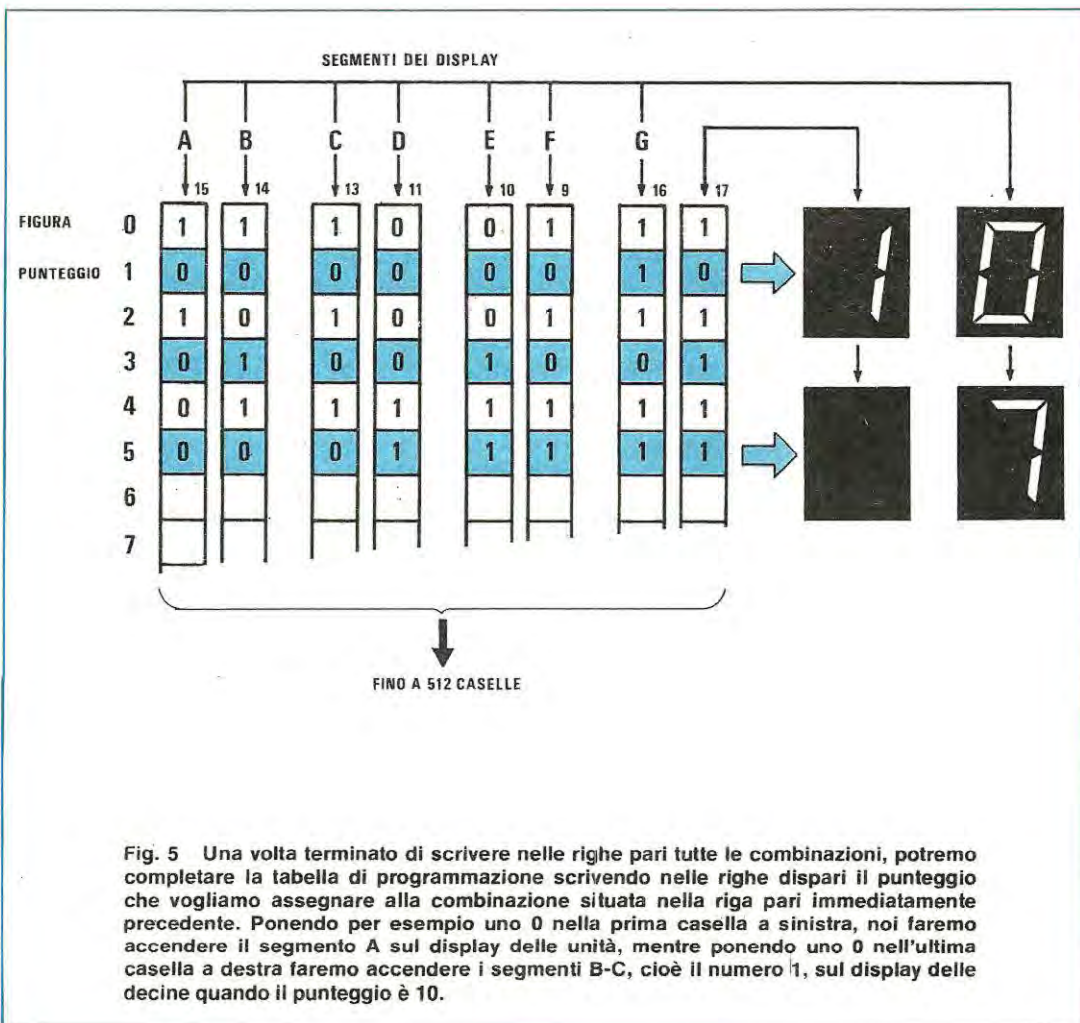 SEGMENTI DEI DISPLAY
A B C D E F G
15 14 13 11 10 9 16 17
FIGURA 0 1 1 1 0 0 1 1 1
PUNTEGGIO 1 0 0 0 0 0 0 1 0
2 1 0 1 0 0 1 1 1
3 0 1 0 0 1 0 0 1
4 0 1 1 1 1 1 1 1
5 0 0 0 1 1 1 1 1
6
7
1 0
7
FINO A 512 CASELLE
Fig. 5 Una volta terminato di scrivere nelle righe pari tutte le combinazioni, potremo
completare la tabella di programmazione scrivendo nelle righe dispari il punteggio
che vogliamo assegnare alla combinazione situata nella riga pari immediatamente
precedente. Ponendo per esempio uno 0 nella prima casella a sinistra, noi faremo
accendere il segmento A sul display delle unità, mentre ponendo uno 0 nell'ultima
casella a destra faremo accendere i segmenti B-C, cioè il numero 1, sul display delle
decine quando il punteggio è 10.